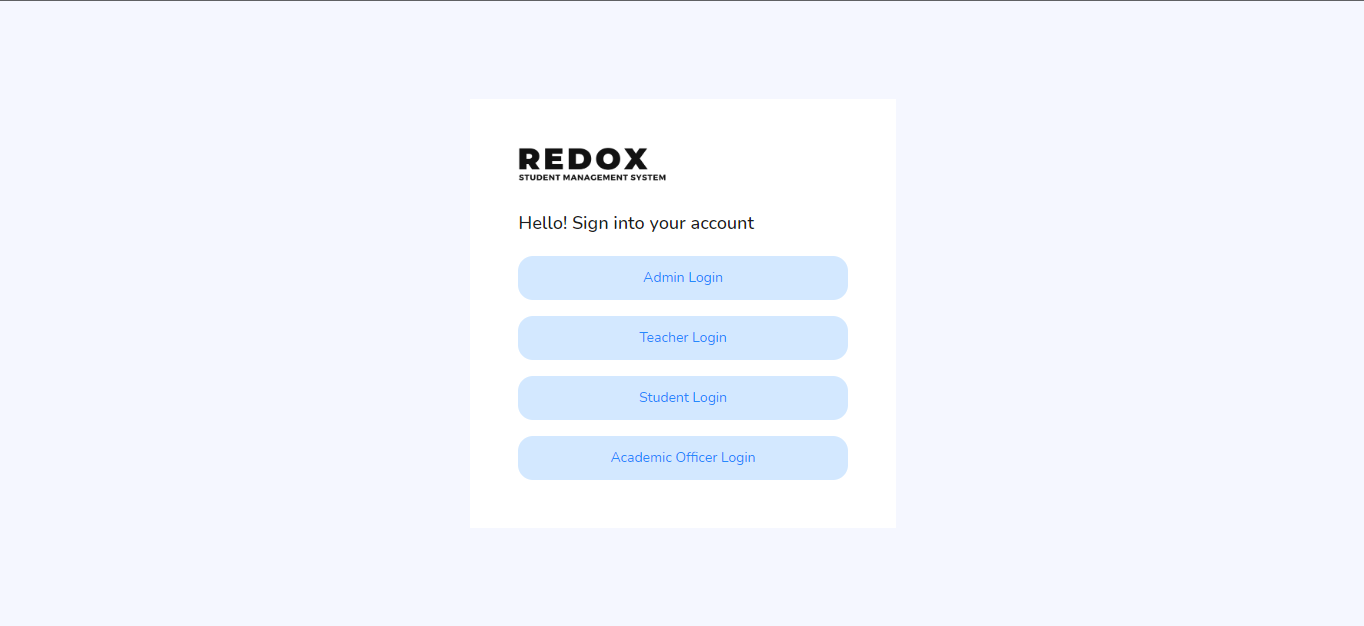 REDOX
STUDENT MANAGEMENT SYSTEM
Hello! Sign into your account
Admin Login
Teacher Login
Student Login
Academic Officer Login